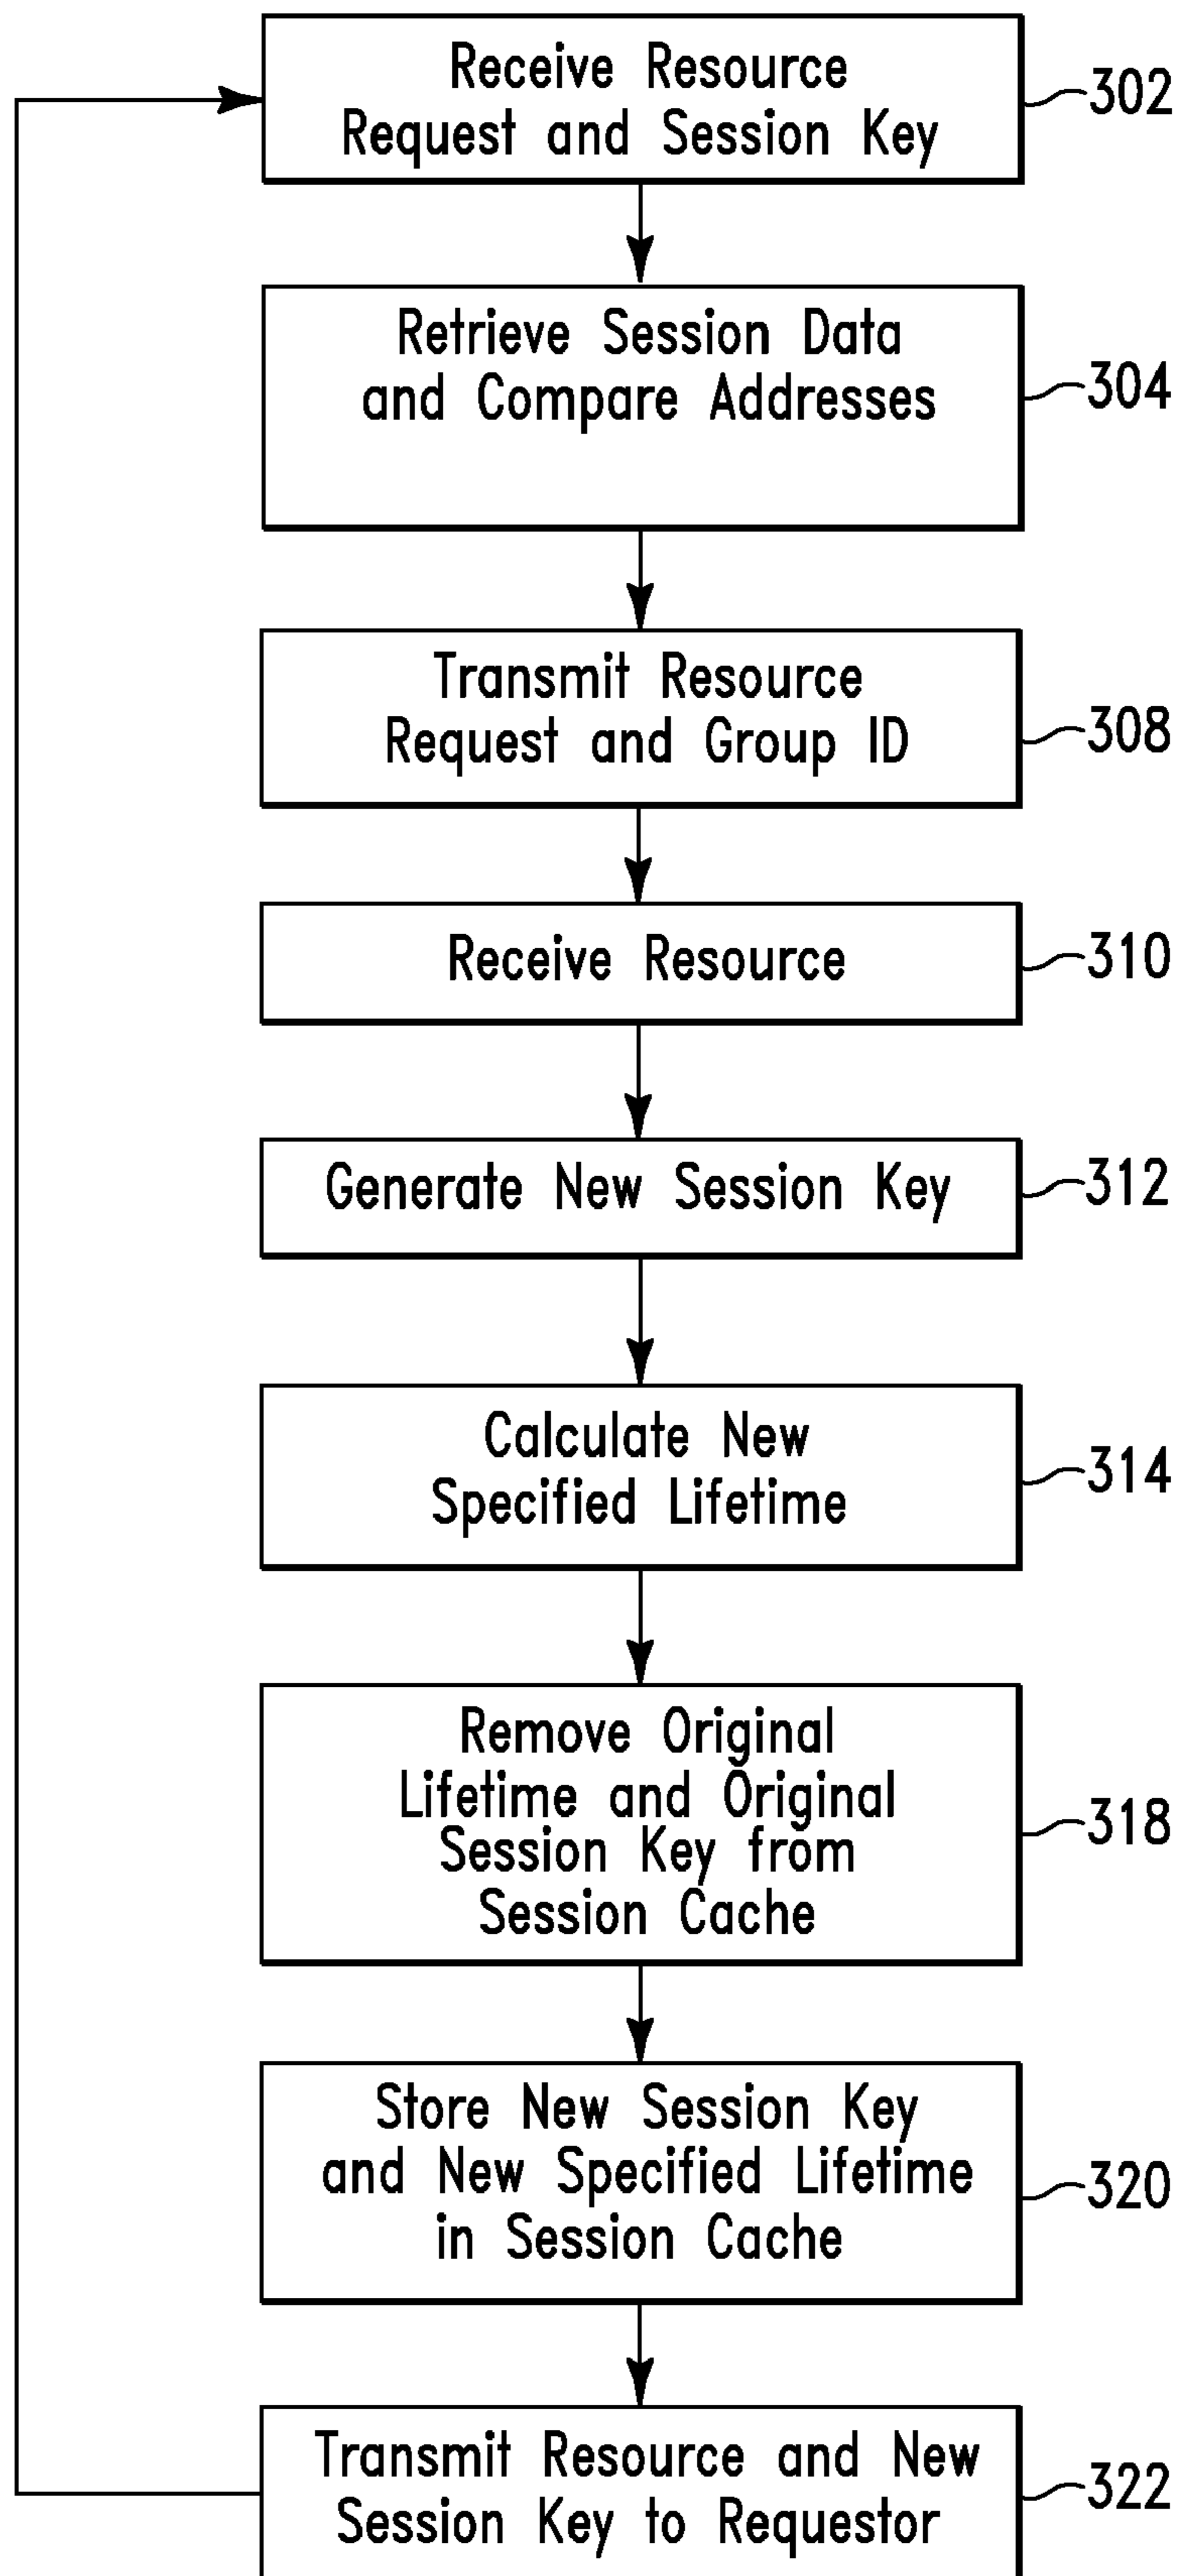 Receive Resource
Request and Session Key
302
Retrieve Session Data
and Compare Addresses
304
Transmit Resource
Request and Group ID
308
Receive Resource
310
Generate New Session Key
312
Calculate New
Specified Lifetime
314
Remove Original
Lifetime and Original
Session Key from
Session Cache
318
Store New Session Key
and New Specified Lifetime
in Session Cache
320
Transmit Resource and New
Session Key to Requestor
322